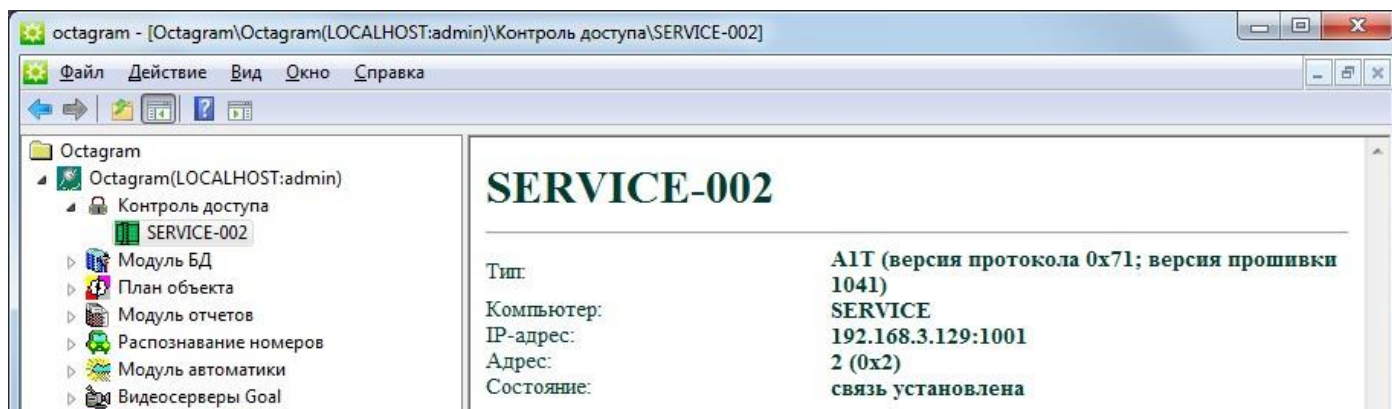 octagram - [Octagram\Octagram(LOCALHOST:admin)\Контроль доступа\SERVICE-002]
Файл Действие Вид Окно Справка
Octagram
Octagram(LOCALHOST:admin)
Контроль доступа
SERVICE-002
Модуль БД
План объекта
Модуль отчетов
Распознавание номеров
Модуль автоматики
Видеосерверы Goal
SERVICE-002
Тип: A1T (версия протокола 0x71; версия прошивки
1041)
Компьютер: SERVICE
IP-адрес: 192.168.3.129:1001
Адрес: 2 (0x2)
Состояние: связь установлена